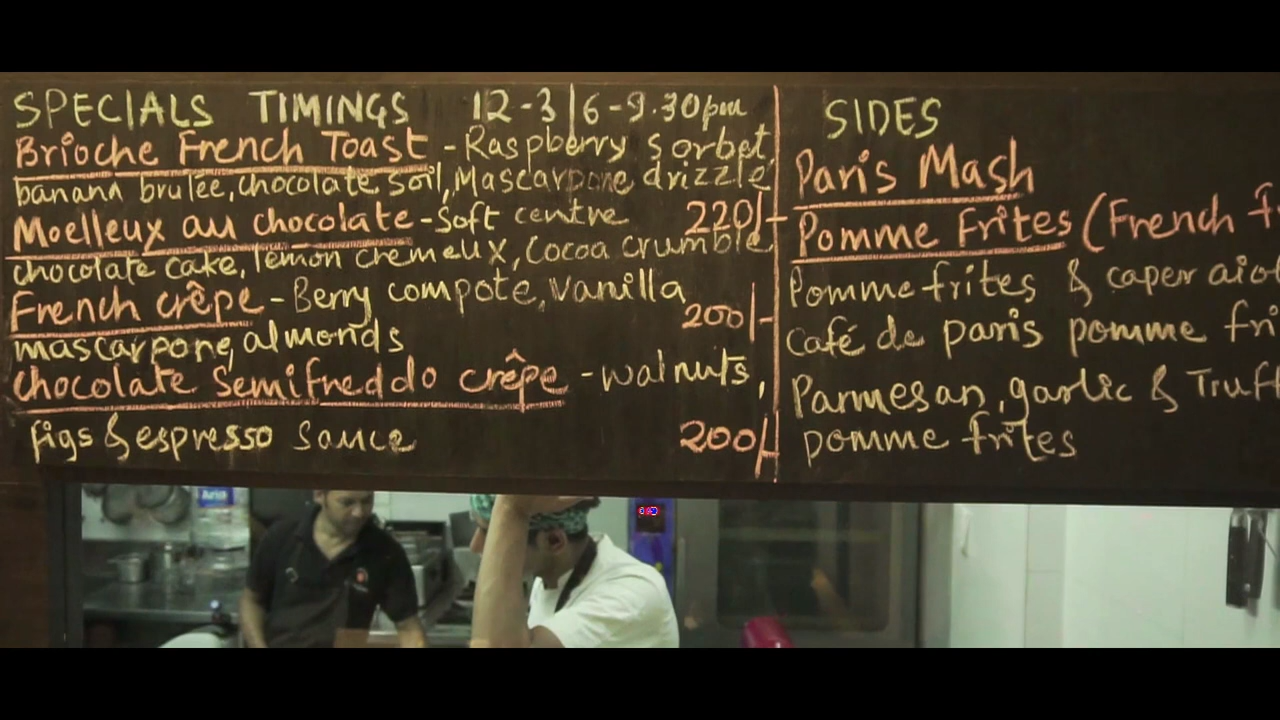 SPECIALS TIMINGS 12-3|6-9.30pm
Brioche French Toast - Raspberry sorbet,
banana brulée, chocolate soil, Mascarpone drizzle
Moelleux au chocolate - Soft centre 220/-
chocolate cake, lemon cremeux, cocoa crumble
French crêpe - Berry compote, vanilla
mascarpone, almonds 200/-
Chocolate Semifreddo crêpe - walnuts,
figs & espresso sauce 200/-
SIDES
Paris Mash
Pomme Frites (French
Pomme frites & caper
Café de paris pomme
Parmesan, garlic &
pomme frites